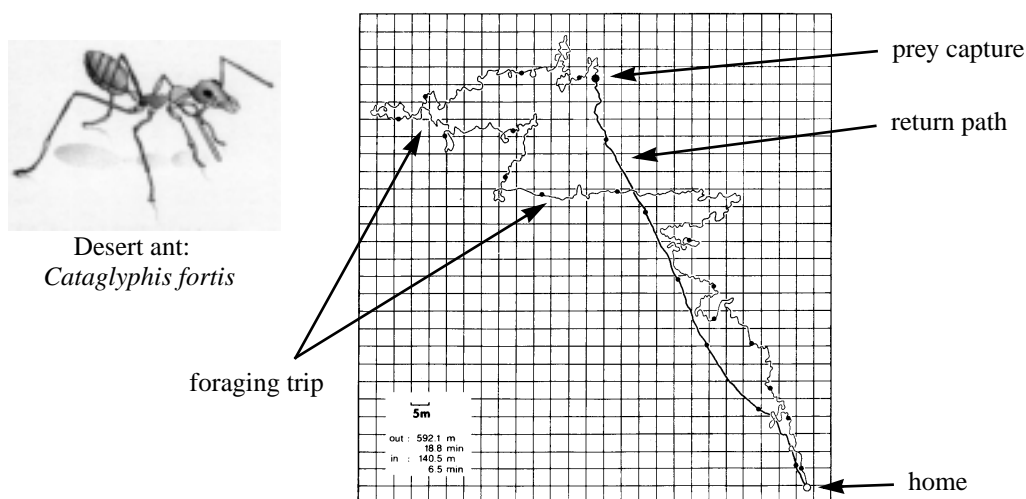 prey capture
return path
Desert ant:
Cataglyphis fortis
foraging trip
5m
out : 592.1 m
18.8 min
in : 140.5 m
6.5 min
home